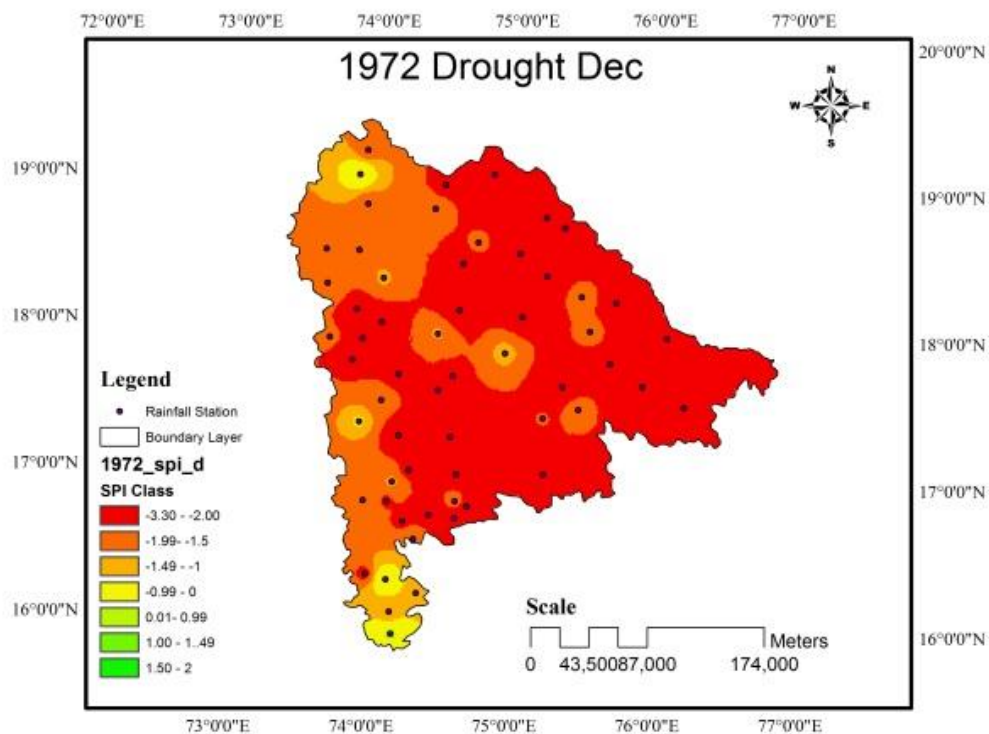 72°0'0"E 73°0'0"E 74°0'0"E 75°0'0"E 76°0'0"E 77°0'0"E
20°0'0"N
1972 Drought Dec
N
W E
S
19°0'0"N
19°0'0"N
18°0'0"N
18°0'0"N
Legend
Rainfall Station
Boundary Layer
1972_spi_d
SPI Class
-3.30 - -2.00
-1.99- -1.5
-1.49 --1
-0.99 - 0
0.01- 0.99
1.00 - 1..49
1.50 - 2
17°0'0"N
17°0'0"N
16°0'0"N
16°0'0"N
Scale
Meters
0 43,50087,000 174,000
73°0'0"E 74°0'0"E 75°0'0"E 76°0'0"E 77°0'0"E